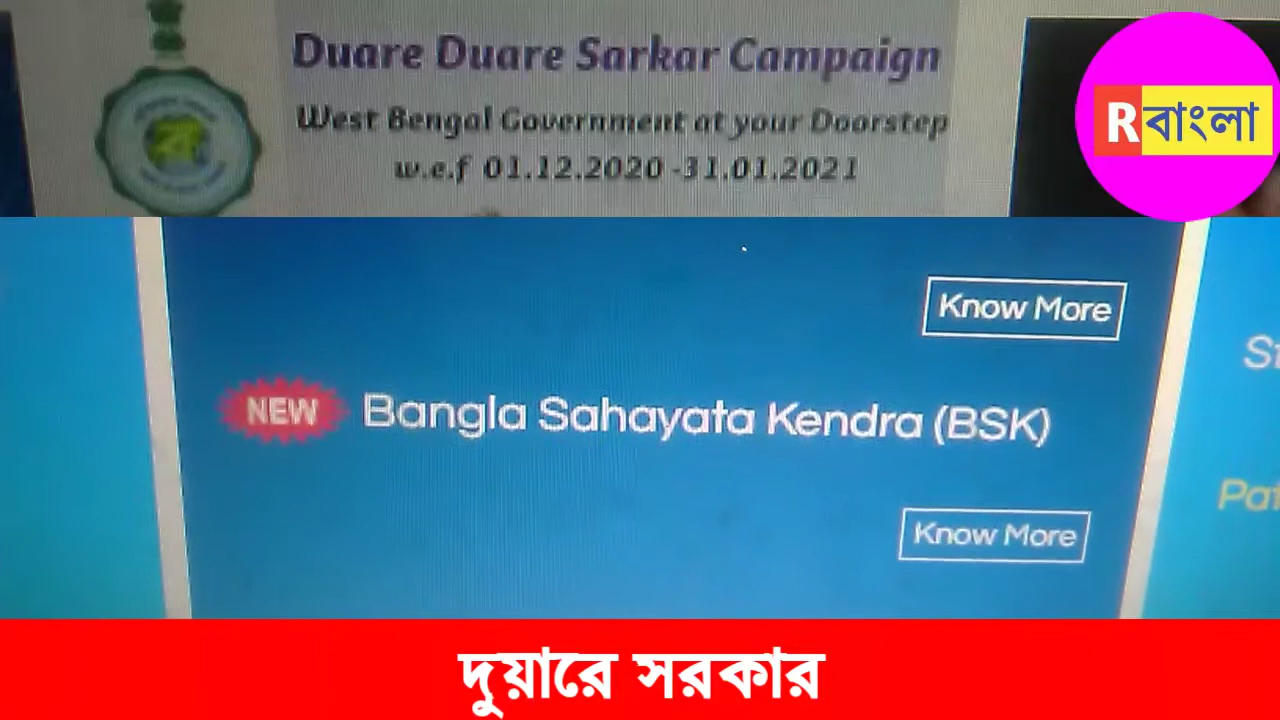 Duare Duare Sarkar Campaign
West Bengal Government at your Doorstep
w.e.f 01.12.2020 -31.01.2021
Rবাংলা
Know More
NEW Bangla Sahayata Kendra (BSK)
Know More
দুয়ারে সরকার